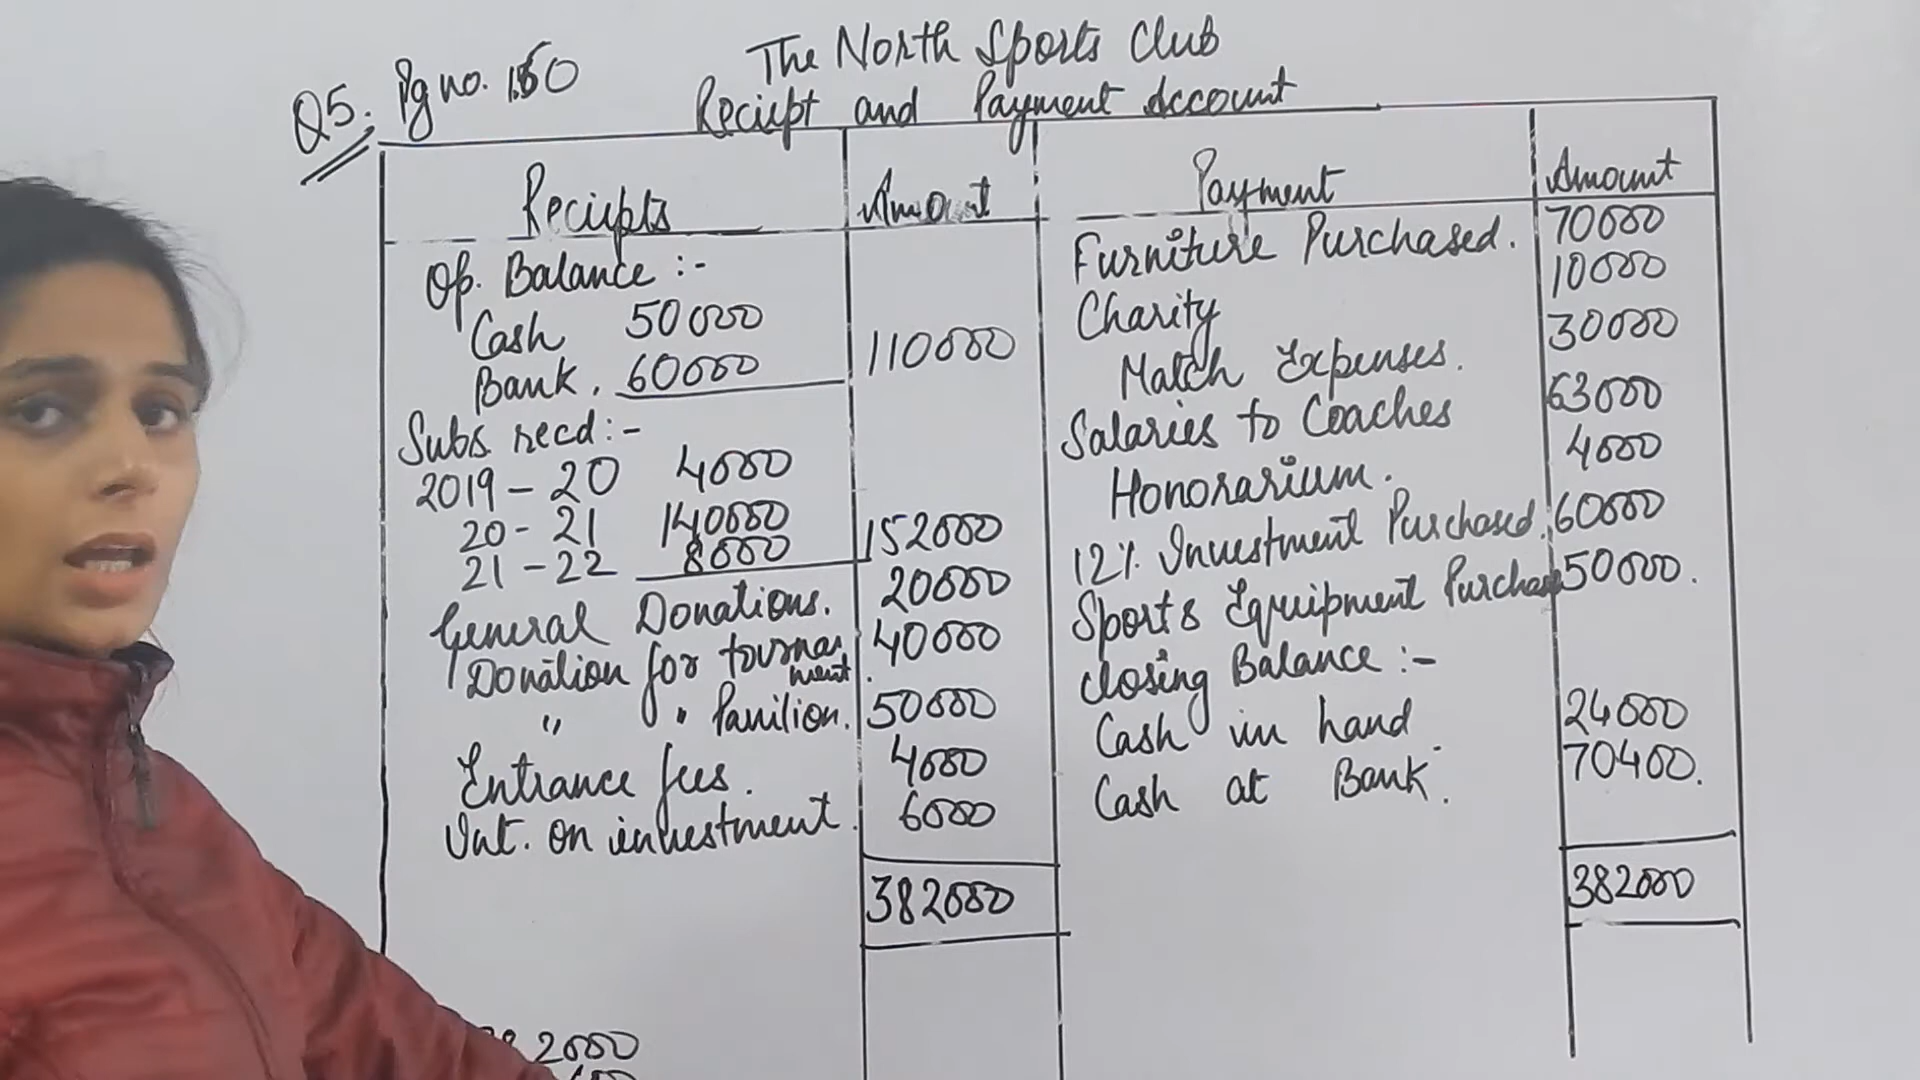 Q5. Pg no. 1.60
The North Sports Club
Reciept and Payment Account
Reciepts Amount Payment Amount
Op. Balance :-
Cash 50000
Bank. 60000 110000
Subs recd :-
2019 - 20 4000
20 - 21 140000
21 - 22 8000 152000
General Donations. 20000
Donation for tournament. 40000
" " Pavilion. 50000
Entrance fees. 4000
Int. on investment. 6000
382000
Furniture Purchased. 70000
Charity 10000
Match Expenses. 30000
Salaries to Coaches 63000
Honorarium. 4000
12% Investment Purchased. 60000
Sports Equipment Purchase 50000.
Closing Balance :-
Cash in hand 24000
Cash at Bank. 70400.
382000
2000